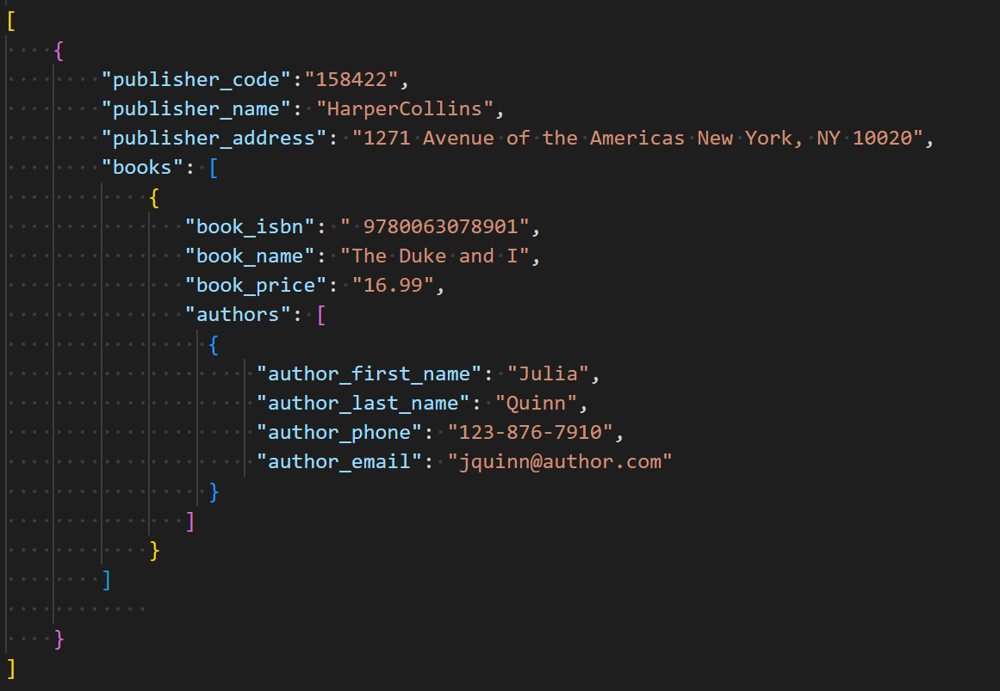 [
    {
        "publisher_code":"158422",
        "publisher_name": "HarperCollins",
        "publisher_address": "1271 Avenue of the Americas New York, NY 10020",
        "books": [
            {
               "book_isbn": " 9780063078901",
               "book_name": "The Duke and I",
               "book_price": "16.99",
               "authors": [
                 {
                     "author_first_name": "Julia",
                     "author_last_name": "Quinn",
                     "author_phone": "123-876-7910",
                     "author_email": "jquinn@author.com"
                 }
               ]
            }
        ]
    }
]